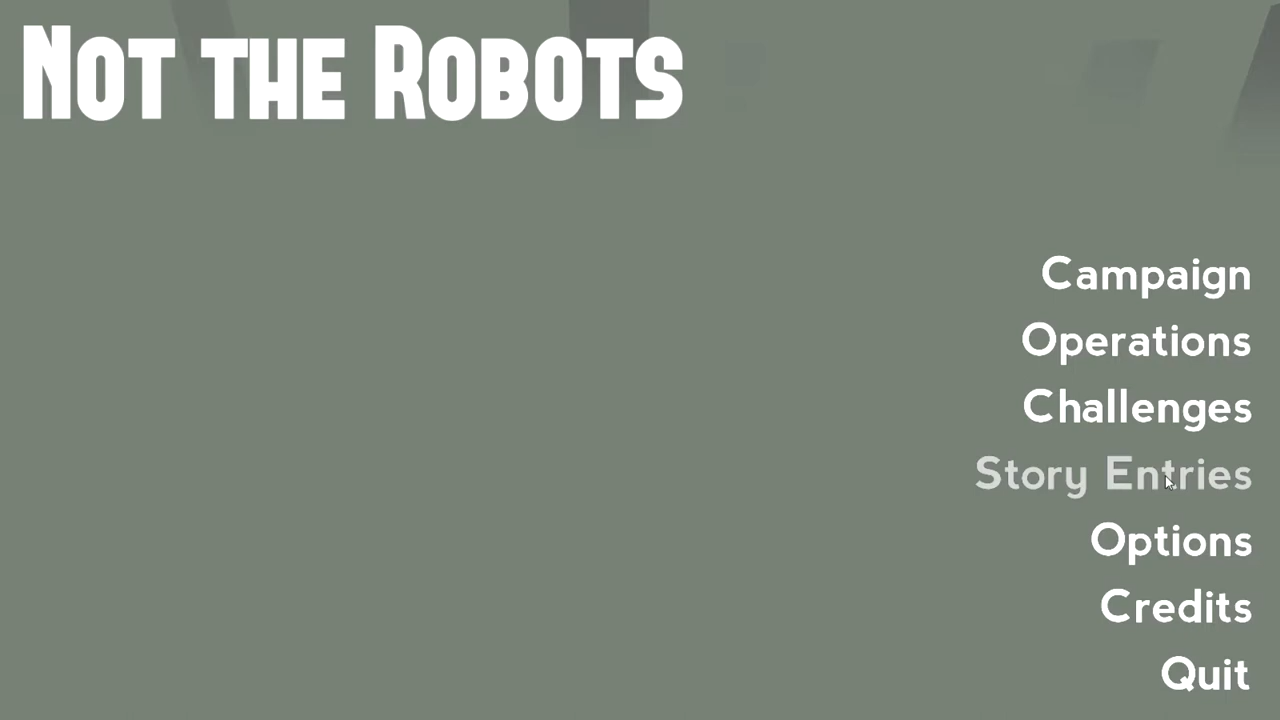 Not the Robots
Campaign
Operations
Challenges
Story Entries
Options
Credits
Quit